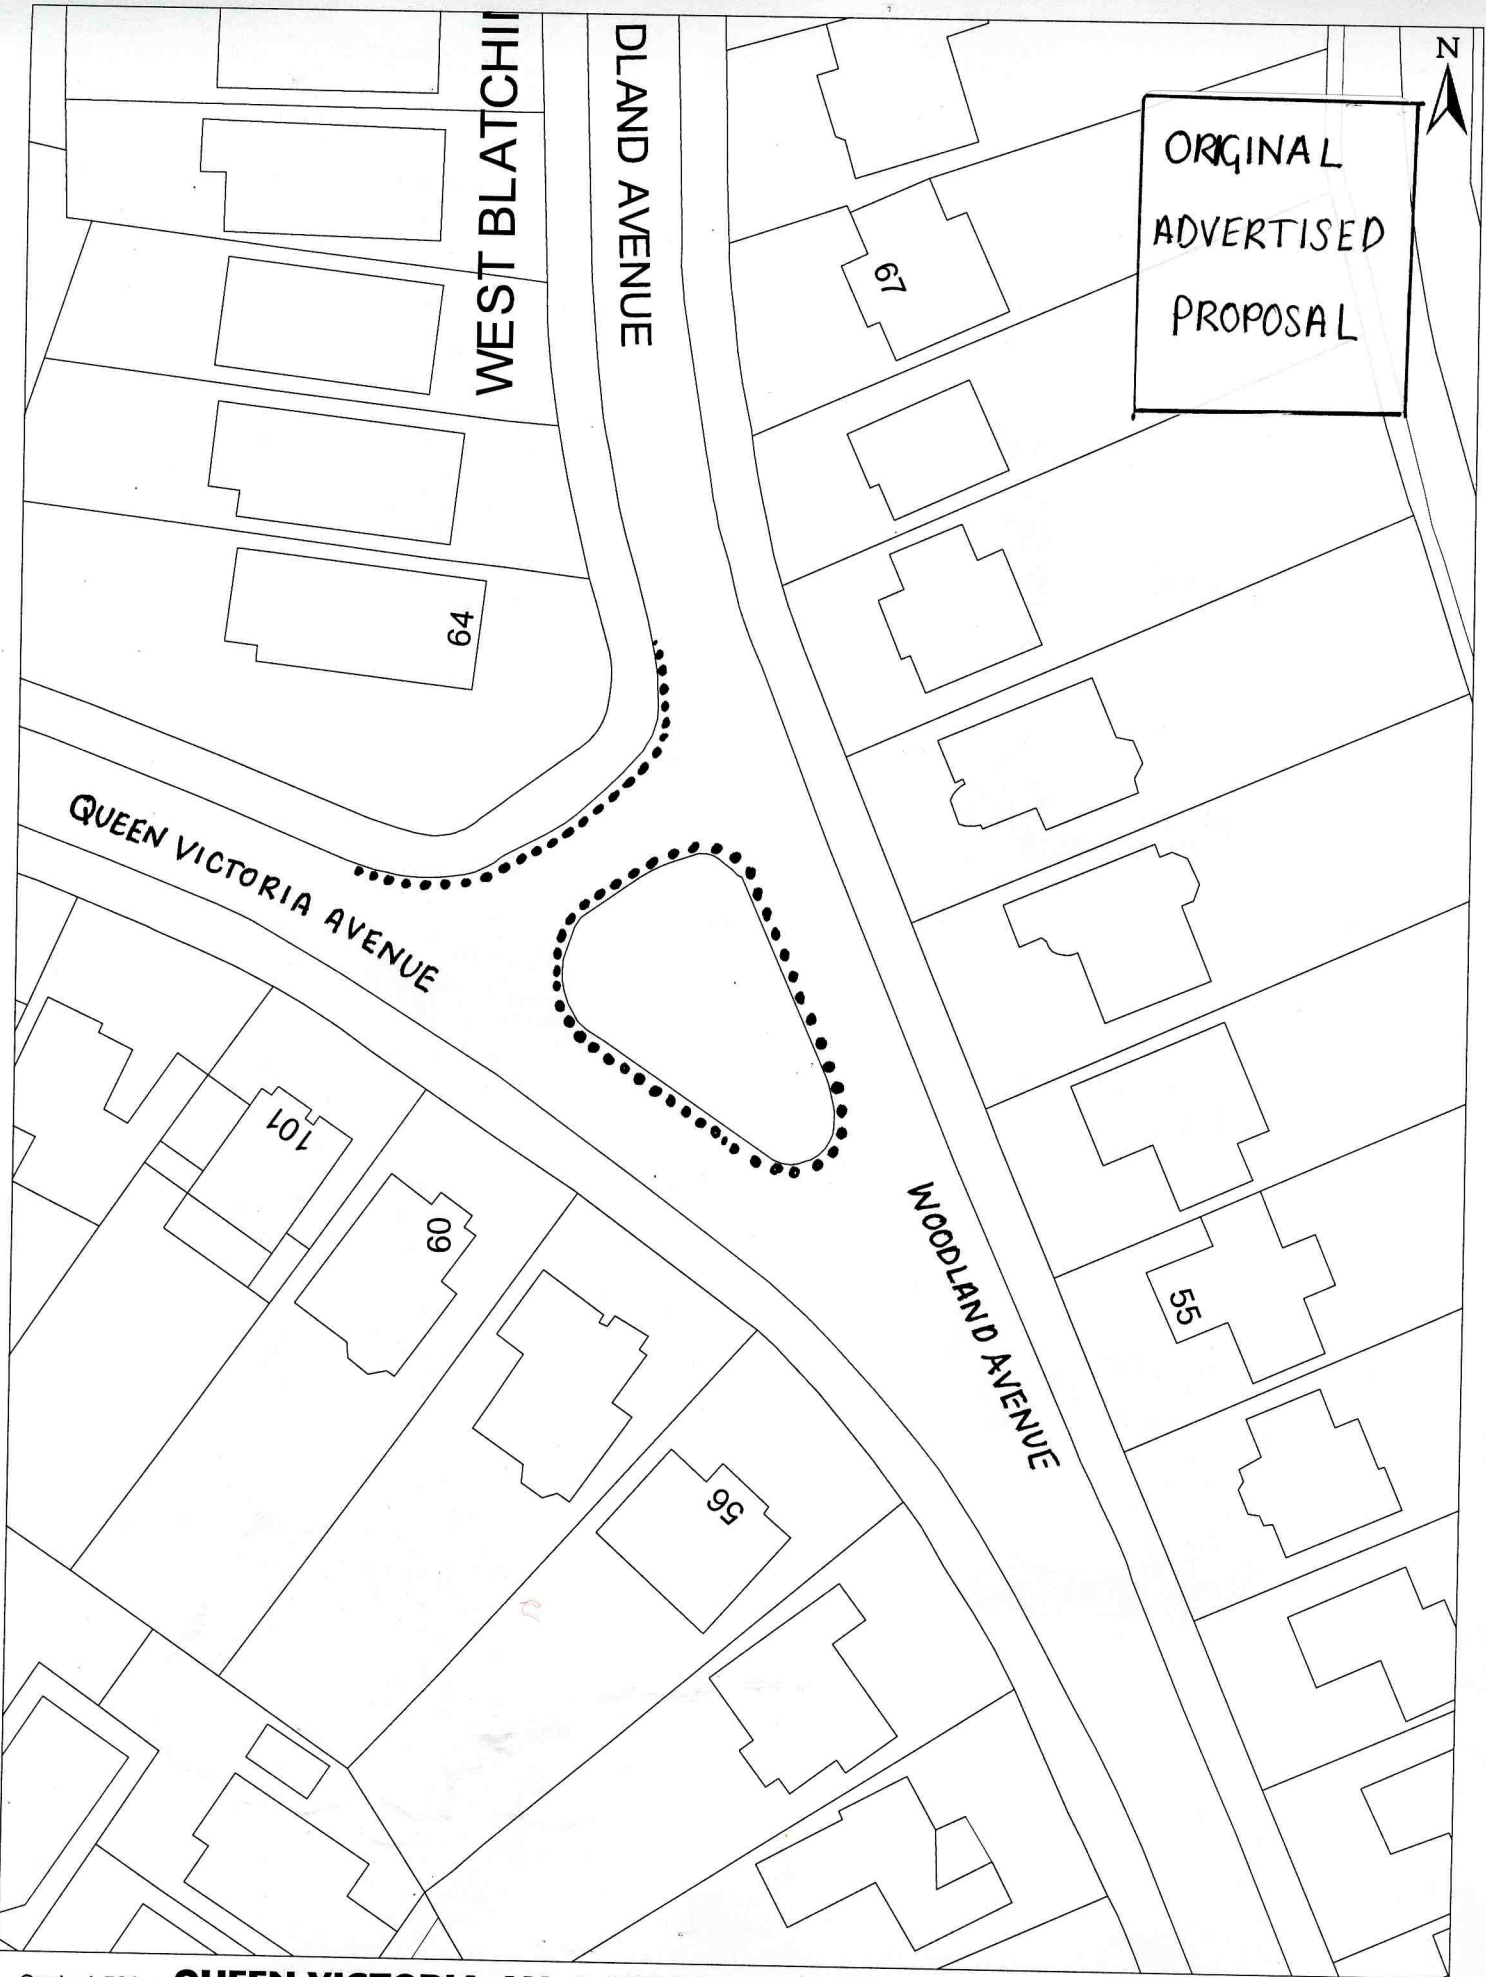 N
ORIGINAL
ADVERTISED
PROPOSAL
WEST BLATCHI
DLAND AVENUE
67
64
QUEEN VICTORIA AVENUE
101
60
WOODLAND AVENUE
55
56
QUEEN VICTORIA